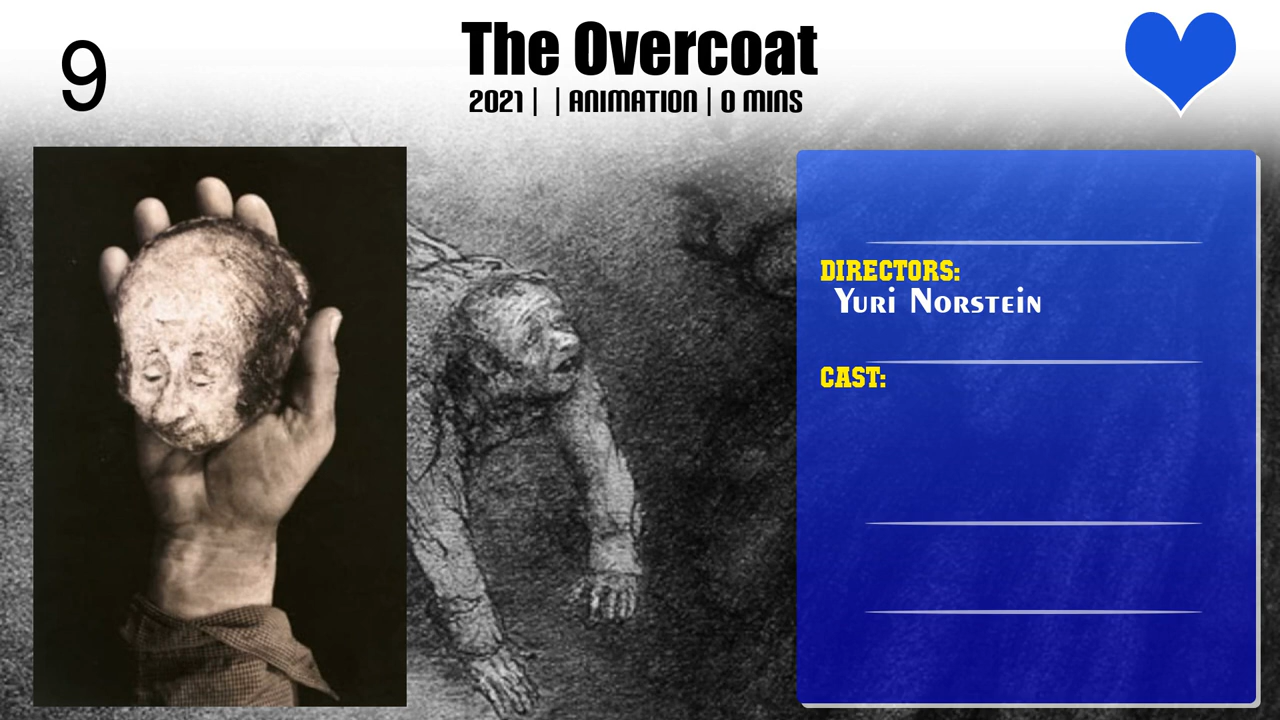 9
The Overcoat
2021 | | ANIMATION | 0 MINS
DIRECTORS:
Yuri Norstein
CAST: